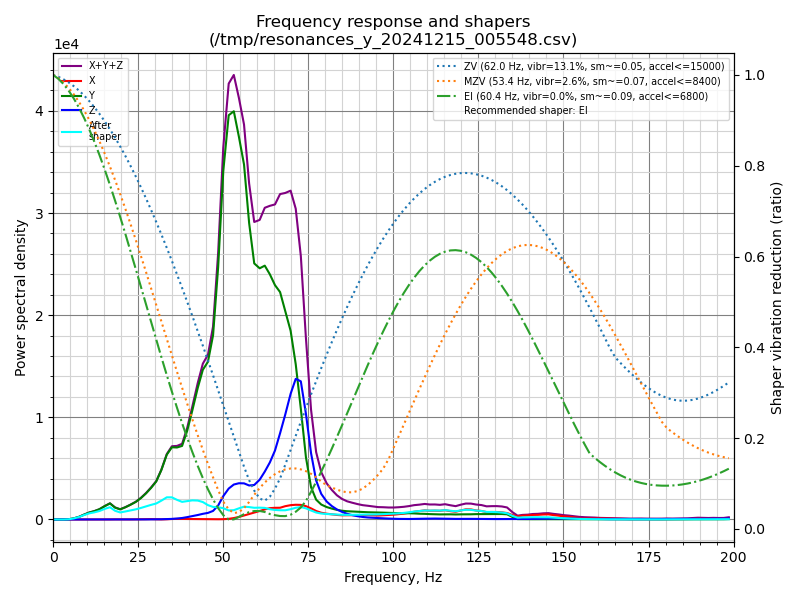 Frequency response and shapers
(/tmp/resonances_y_20241215_005548.csv)
1e4
X+Y+Z
X
Y
Z
After
shaper
ZV (62.0 Hz, vibr=13.1%, sm~=0.05, accel<=15000)
MZV (53.4 Hz, vibr=2.6%, sm~=0.07, accel<=8400)
EI (60.4 Hz, vibr=0.0%, sm~=0.09, accel<=6800)
Recommended shaper: EI
Power spectral density
4
3
2
1
0
Shaper vibration reduction (ratio)
1.0
0.8
0.6
0.4
0.2
0.0
0 25 50 75 100 125 150 175 200
Frequency, Hz